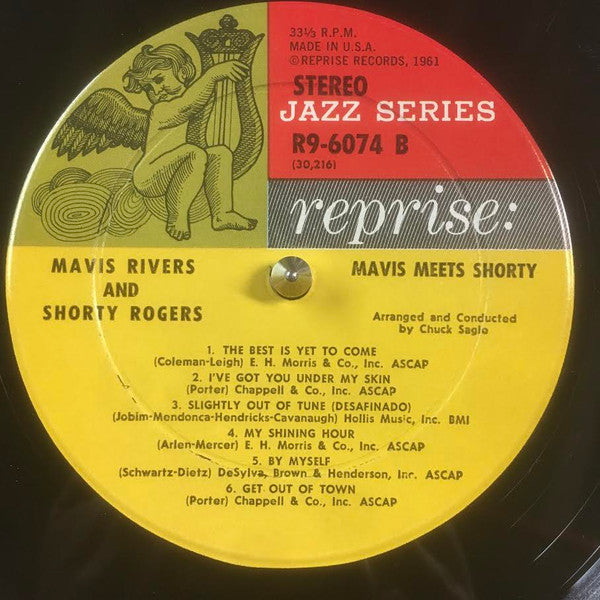 33⅓ R.P.M.
MADE IN U.S.A.
©REPRISE RECORDS, 1961
STEREO
JAZZ SERIES
R9-6074 B
(30,216)
reprise:
MAVIS RIVERS
AND
SHORTY ROGERS
MAVIS MEETS SHORTY
Arranged and Conducted
by Chuck Sagle
1. THE BEST IS YET TO COME
(Coleman-Leigh) E. H. Morris & Co., Inc. ASCAP
2. I'VE GOT YOU UNDER MY SKIN
(Porter) Chappell & Co., Inc. ASCAP
3. SLIGHTLY OUT OF TUNE (DESAFINADO)
(Jobim-Mendonca-Hendricks-Cavanaugh) Hollis Music, Inc. BMI
4. MY SHINING HOUR
(Arlen-Mercer) E. H. Morris & Co., Inc. ASCAP
5. BY MYSELF
(Schwartz-Dietz) DeSylva, Brown & Henderson, Inc. ASCAP
6. GET OUT OF TOWN
(Porter) Chappell & Co., Inc. ASCAP